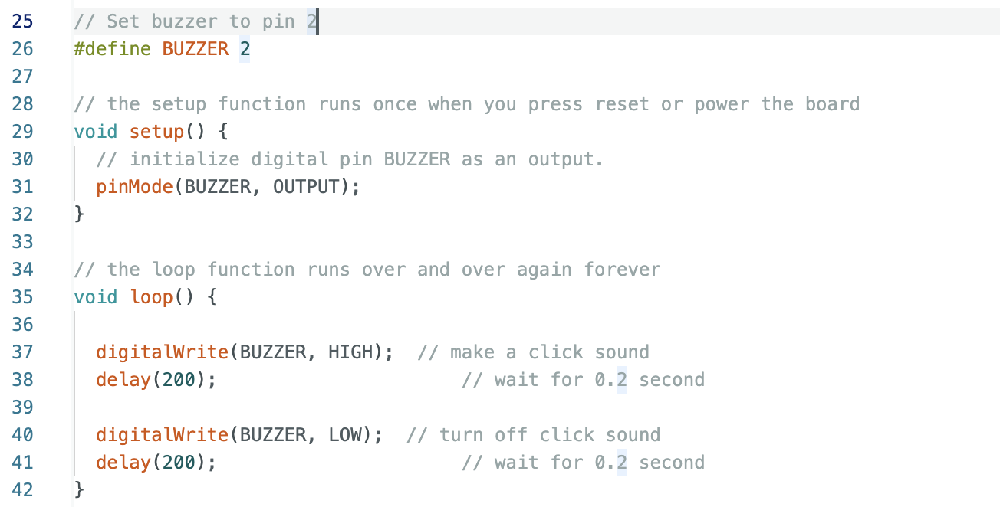 25 // Set buzzer to pin 2
26 #define BUZZER 2
27
28 // the setup function runs once when you press reset or power the board
29 void setup() {
30   // initialize digital pin BUZZER as an output.
31   pinMode(BUZZER, OUTPUT);
32 }
33
34 // the loop function runs over and over again forever
35 void loop() {
36
37   digitalWrite(BUZZER, HIGH);  // make a click sound
38   delay(200);                      // wait for 0.2 second
39
40   digitalWrite(BUZZER, LOW);  // turn off click sound
41   delay(200);                      // wait for 0.2 second
42 }